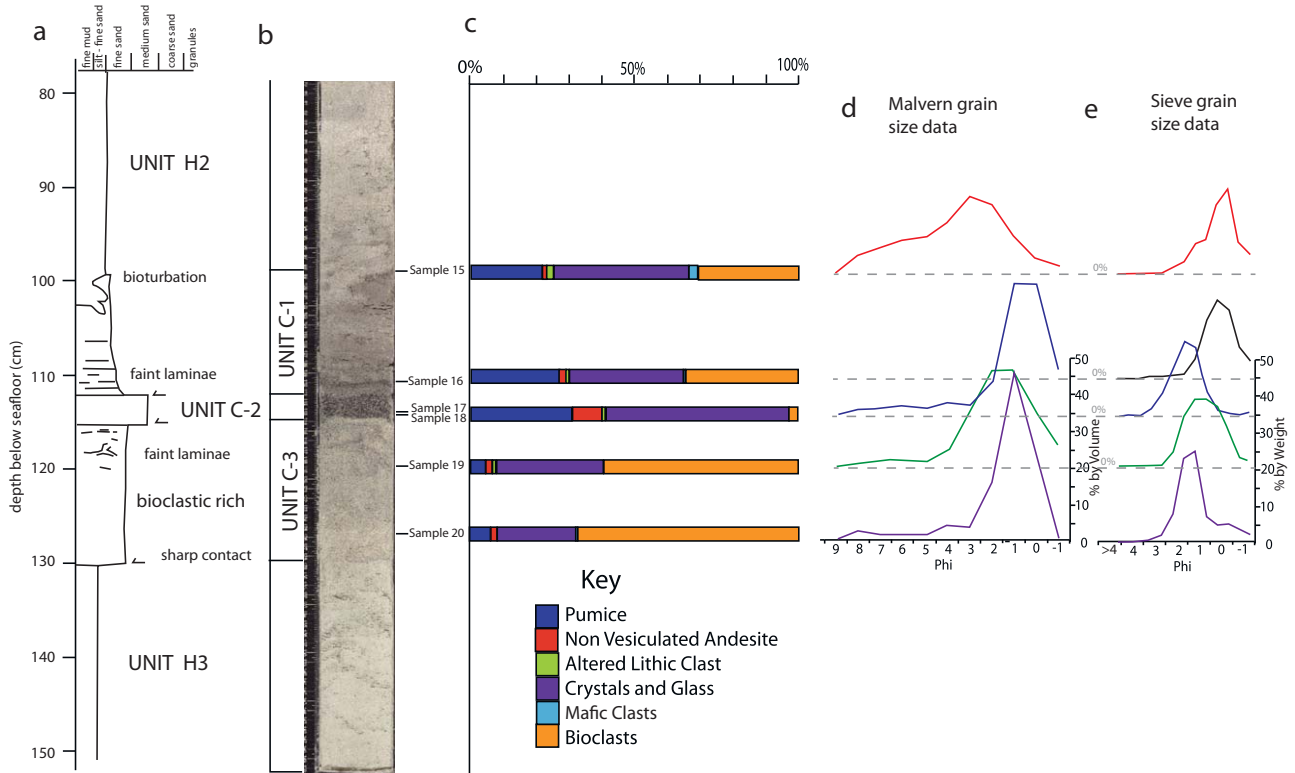 a
fine mud
silt - fine sand
fine sand
medium sand
coarse sand
granules
depth below seafloor (cm)
80
90
100
110
120
130
140
150
UNIT H2
bioturbation
faint laminae
UNIT C-2
faint laminae
bioclastic rich
sharp contact
UNIT H3
b
UNIT C-1
UNIT C-3
Sample 15
Sample 16
Sample 17
Sample 18
Sample 19
Sample 20
c
0%
50%
100%
Key
Pumice
Non Vesiculated Andesite
Altered Lithic Clast
Crystals and Glass
Mafic Clasts
Bioclasts
d
Malvern grain
size data
0%
0%
0%
0%
50
40
30
20
10
0
% by Volume
9 8 7 6 5 4 3 2 1 0 -1
Phi
e
Sieve grain
size data
50
40
30
20
10
0
% by Weight
>4 4 3 2 1 0 -1
Phi